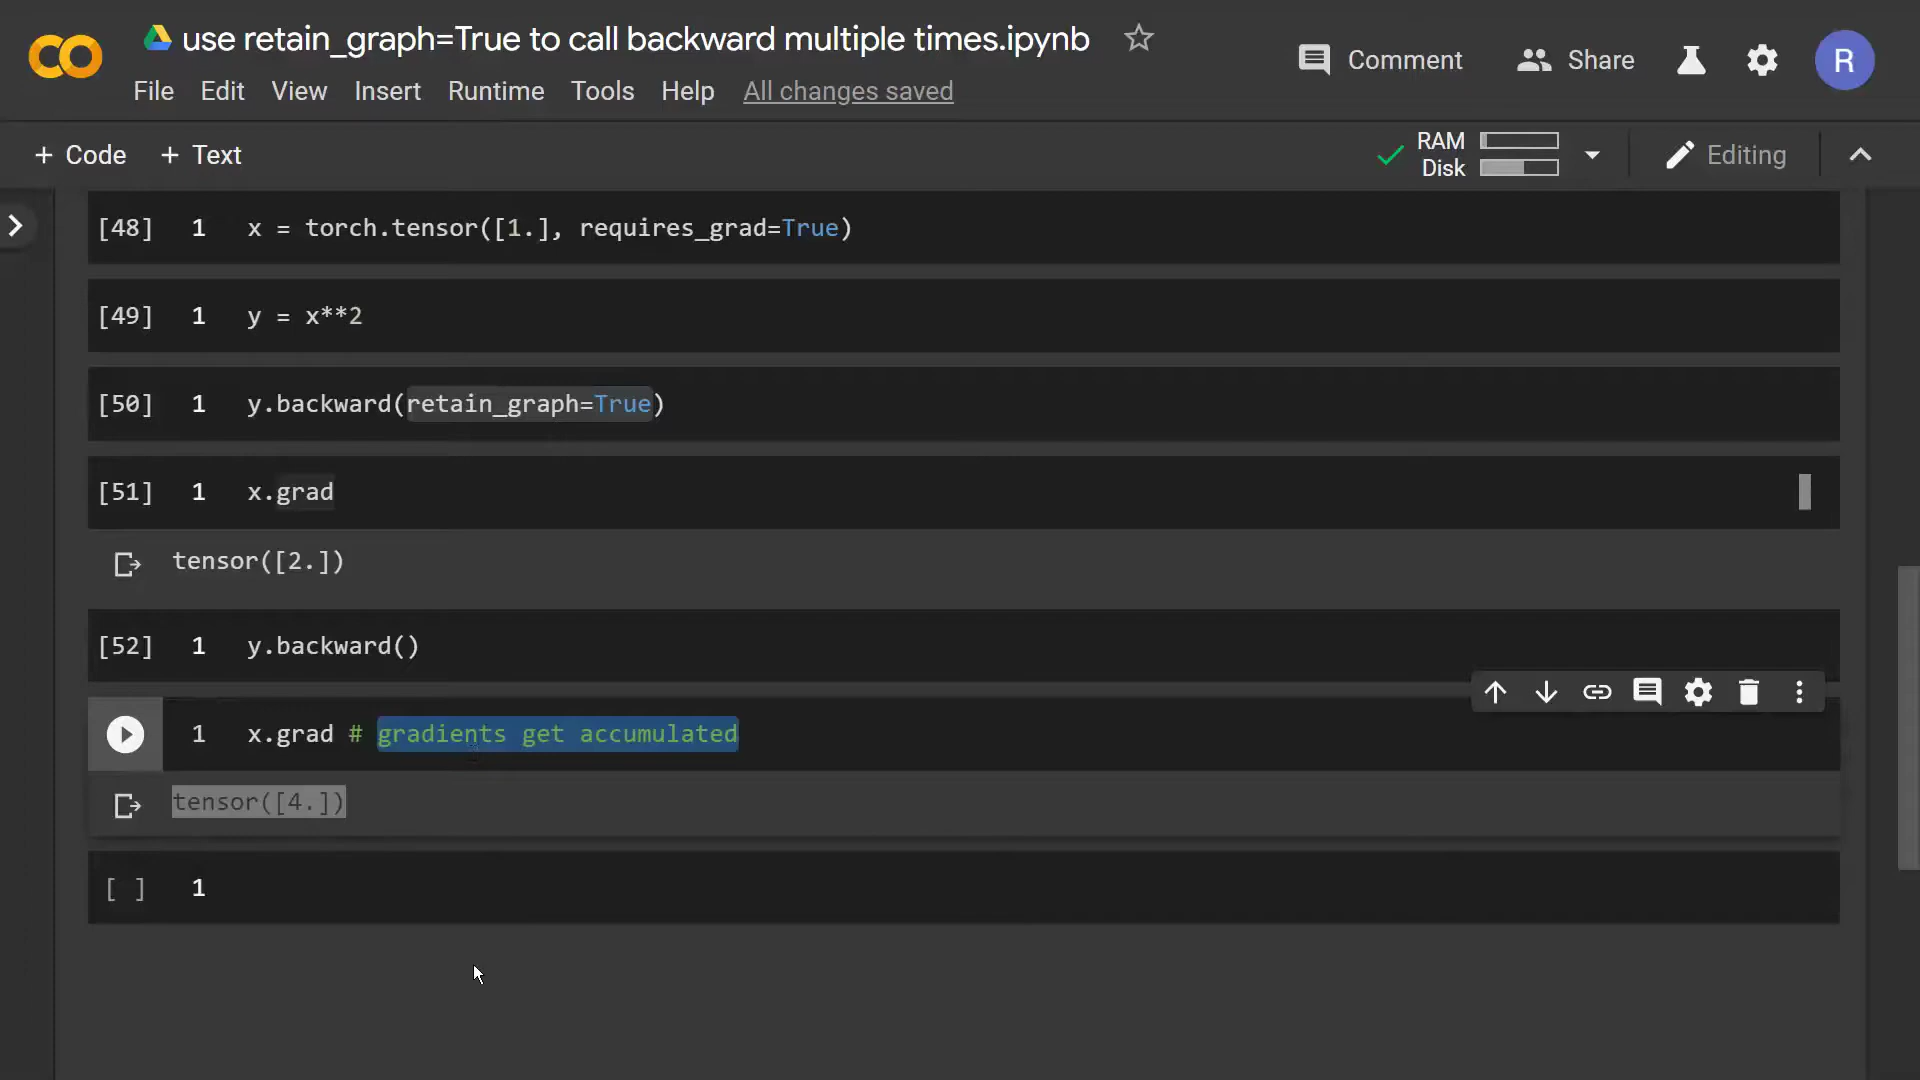 use retain_graph=True to call backward multiple times.ipynb
Comment
Share
R
File Edit View Insert Runtime Tools Help All changes saved
+ Code + Text
RAM
Disk
Editing
[48] 1 x = torch.tensor([1.], requires_grad=True)
[49] 1 y = x**2
[50] 1 y.backward(retain_graph=True)
[51] 1 x.grad
tensor([2.])
[52] 1 y.backward()
1 x.grad # gradients get accumulated
tensor([4.])
[ ] 1